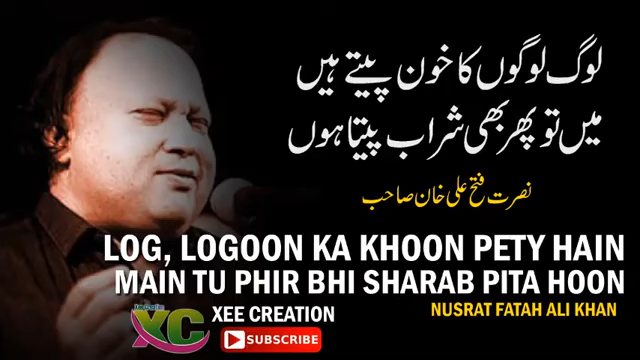 لوگ لوگوں کا خون پیتے ہیں
میں تو پھر بھی شراب پیتا ہوں
نصرت فتح علی خان صاحب
LOG, LOGOON KA KHOON PETY HAIN
MAIN TU PHIR BHI SHARAB PITA HOON
NUSRAT FATAH ALI KHAN
XC XEE CREATION
SUBSCRIBE